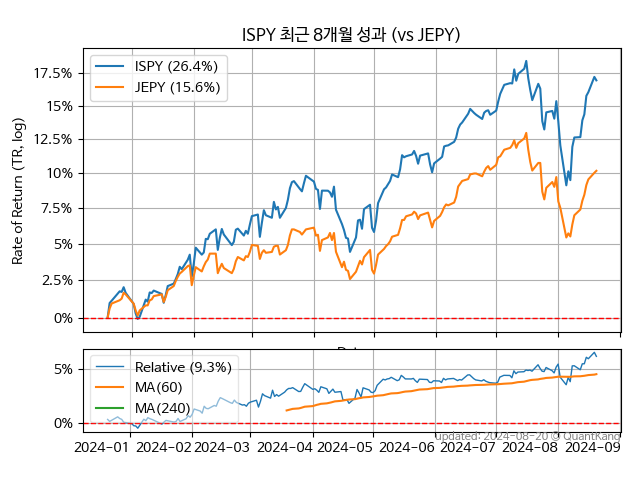 ISPY 최근 8개월 성과 (vs JEPY)
ISPY (26.4%)
JEPY (15.6%)
Rate of Return (TR, log)
17.5%
15%
12.5%
10%
7.5%
5%
2.5%
0%
Relative (9.3%)
MA(60)
MA(240)
5%
0%
2024-01 2024-02 2024-03 2024-04 2024-05 2024-06 2024-07 2024-08 2024-09
updated: 2024-08-20 © QuantKang